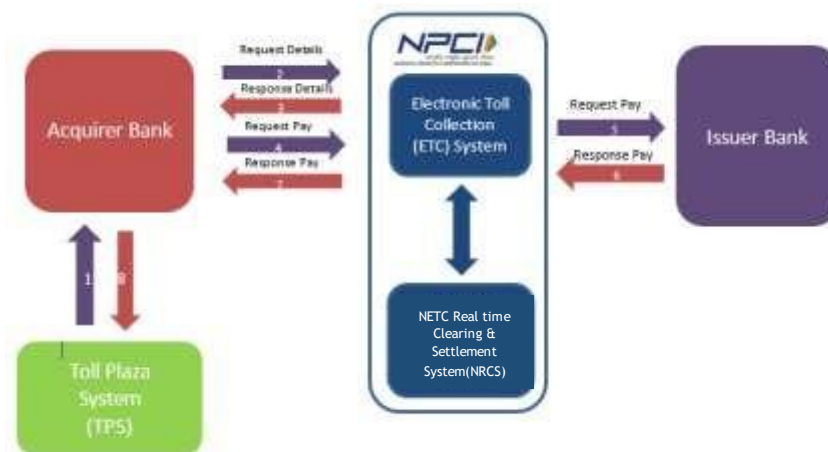 Request Details
2
Response Details
3
Request Pay
4
Response Pay
7
Acquirer Bank
1
8
Toll Plaza
System
(TPS)
NPCI
Electronic Toll
Collection
(ETC) System
NETC Real time
Clearing &
Settlement
System(NRCS)
Request Pay
5
Response Pay
6
Issuer Bank